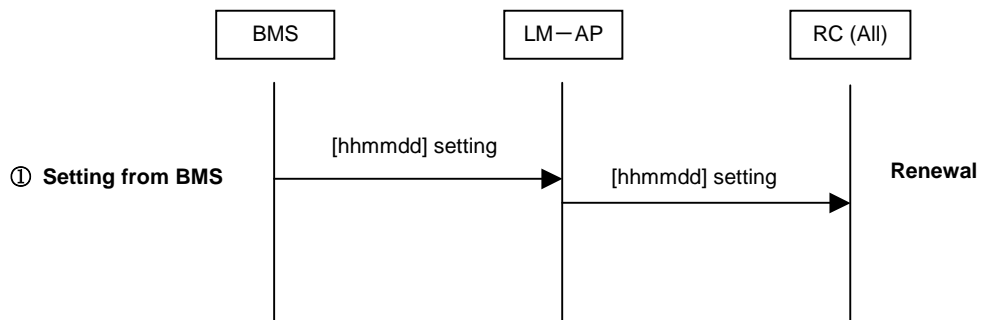 BMS
LM－AP
RC (All)
[hhmmdd] setting
① Setting from BMS
[hhmmdd] setting
Renewal